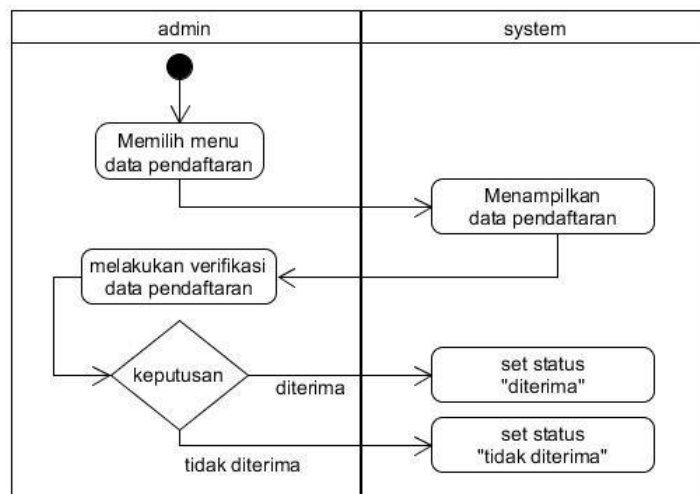 admin
system
Memilih menu
data pendaftaran
Menampilkan
data pendaftaran
melakukan verifikasi
data pendaftaran
keputusan
diterima
set status
"diterima"
tidak diterima
set status
"tidak diterima"